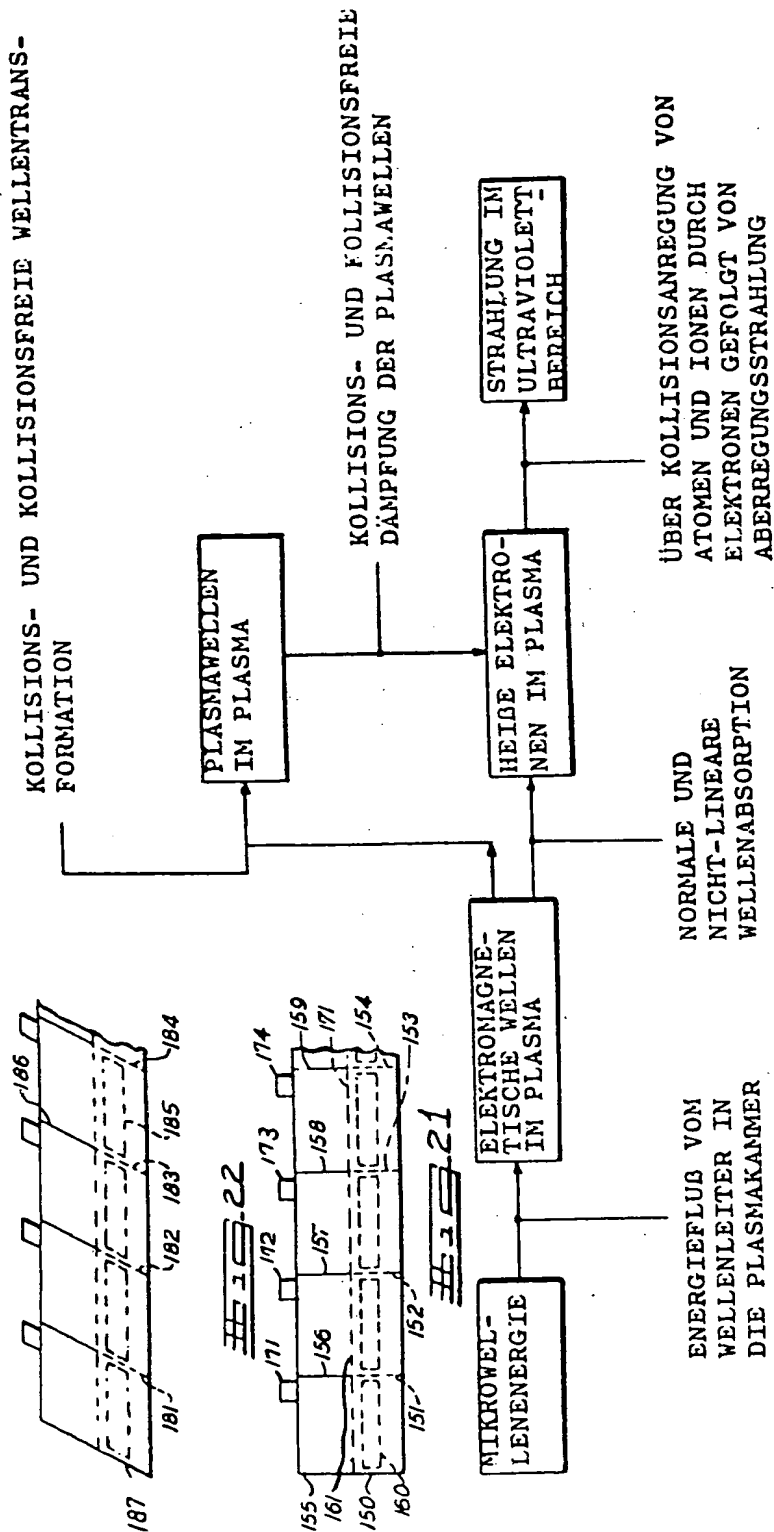 KOLLISIONS- UND KOLLISIONSFREIE WELLENTRANS-
FORMATION
186
187
181
182
183
185
184
Fig-22
155
171
172
173
174
156
157
158
159
171
161
150
160
151
152
153
154
Fig-21
PLASMAWELLEN
IM PLASMA
KOLLISIONS- UND FOLLISIONSFREIE
DÄMPFUNG DER PLASMAWELLEN
MIKROWEL-
LENENERGIE
ELEKTROMAGNE-
TISCHE WELLEN
IM PLASMA
HEIßE ELEKTRO-
NEN IM PLASMA
STRAHLUNG IM
ULTRAVIOLETT-
BEREICH
ENERGIEFLUß VOM
WELLENLEITER IN
DIE PLASMAKAMMER
NORMALE UND
NICHT-LINEARE
WELLENABSORPTION
ÜBER KOLLISIONSANREGUNG VON
ATOMEN UND IONEN DURCH
ELEKTRONEN GEFOLGT VON
ABERREGUNGSSTRAHLUNG